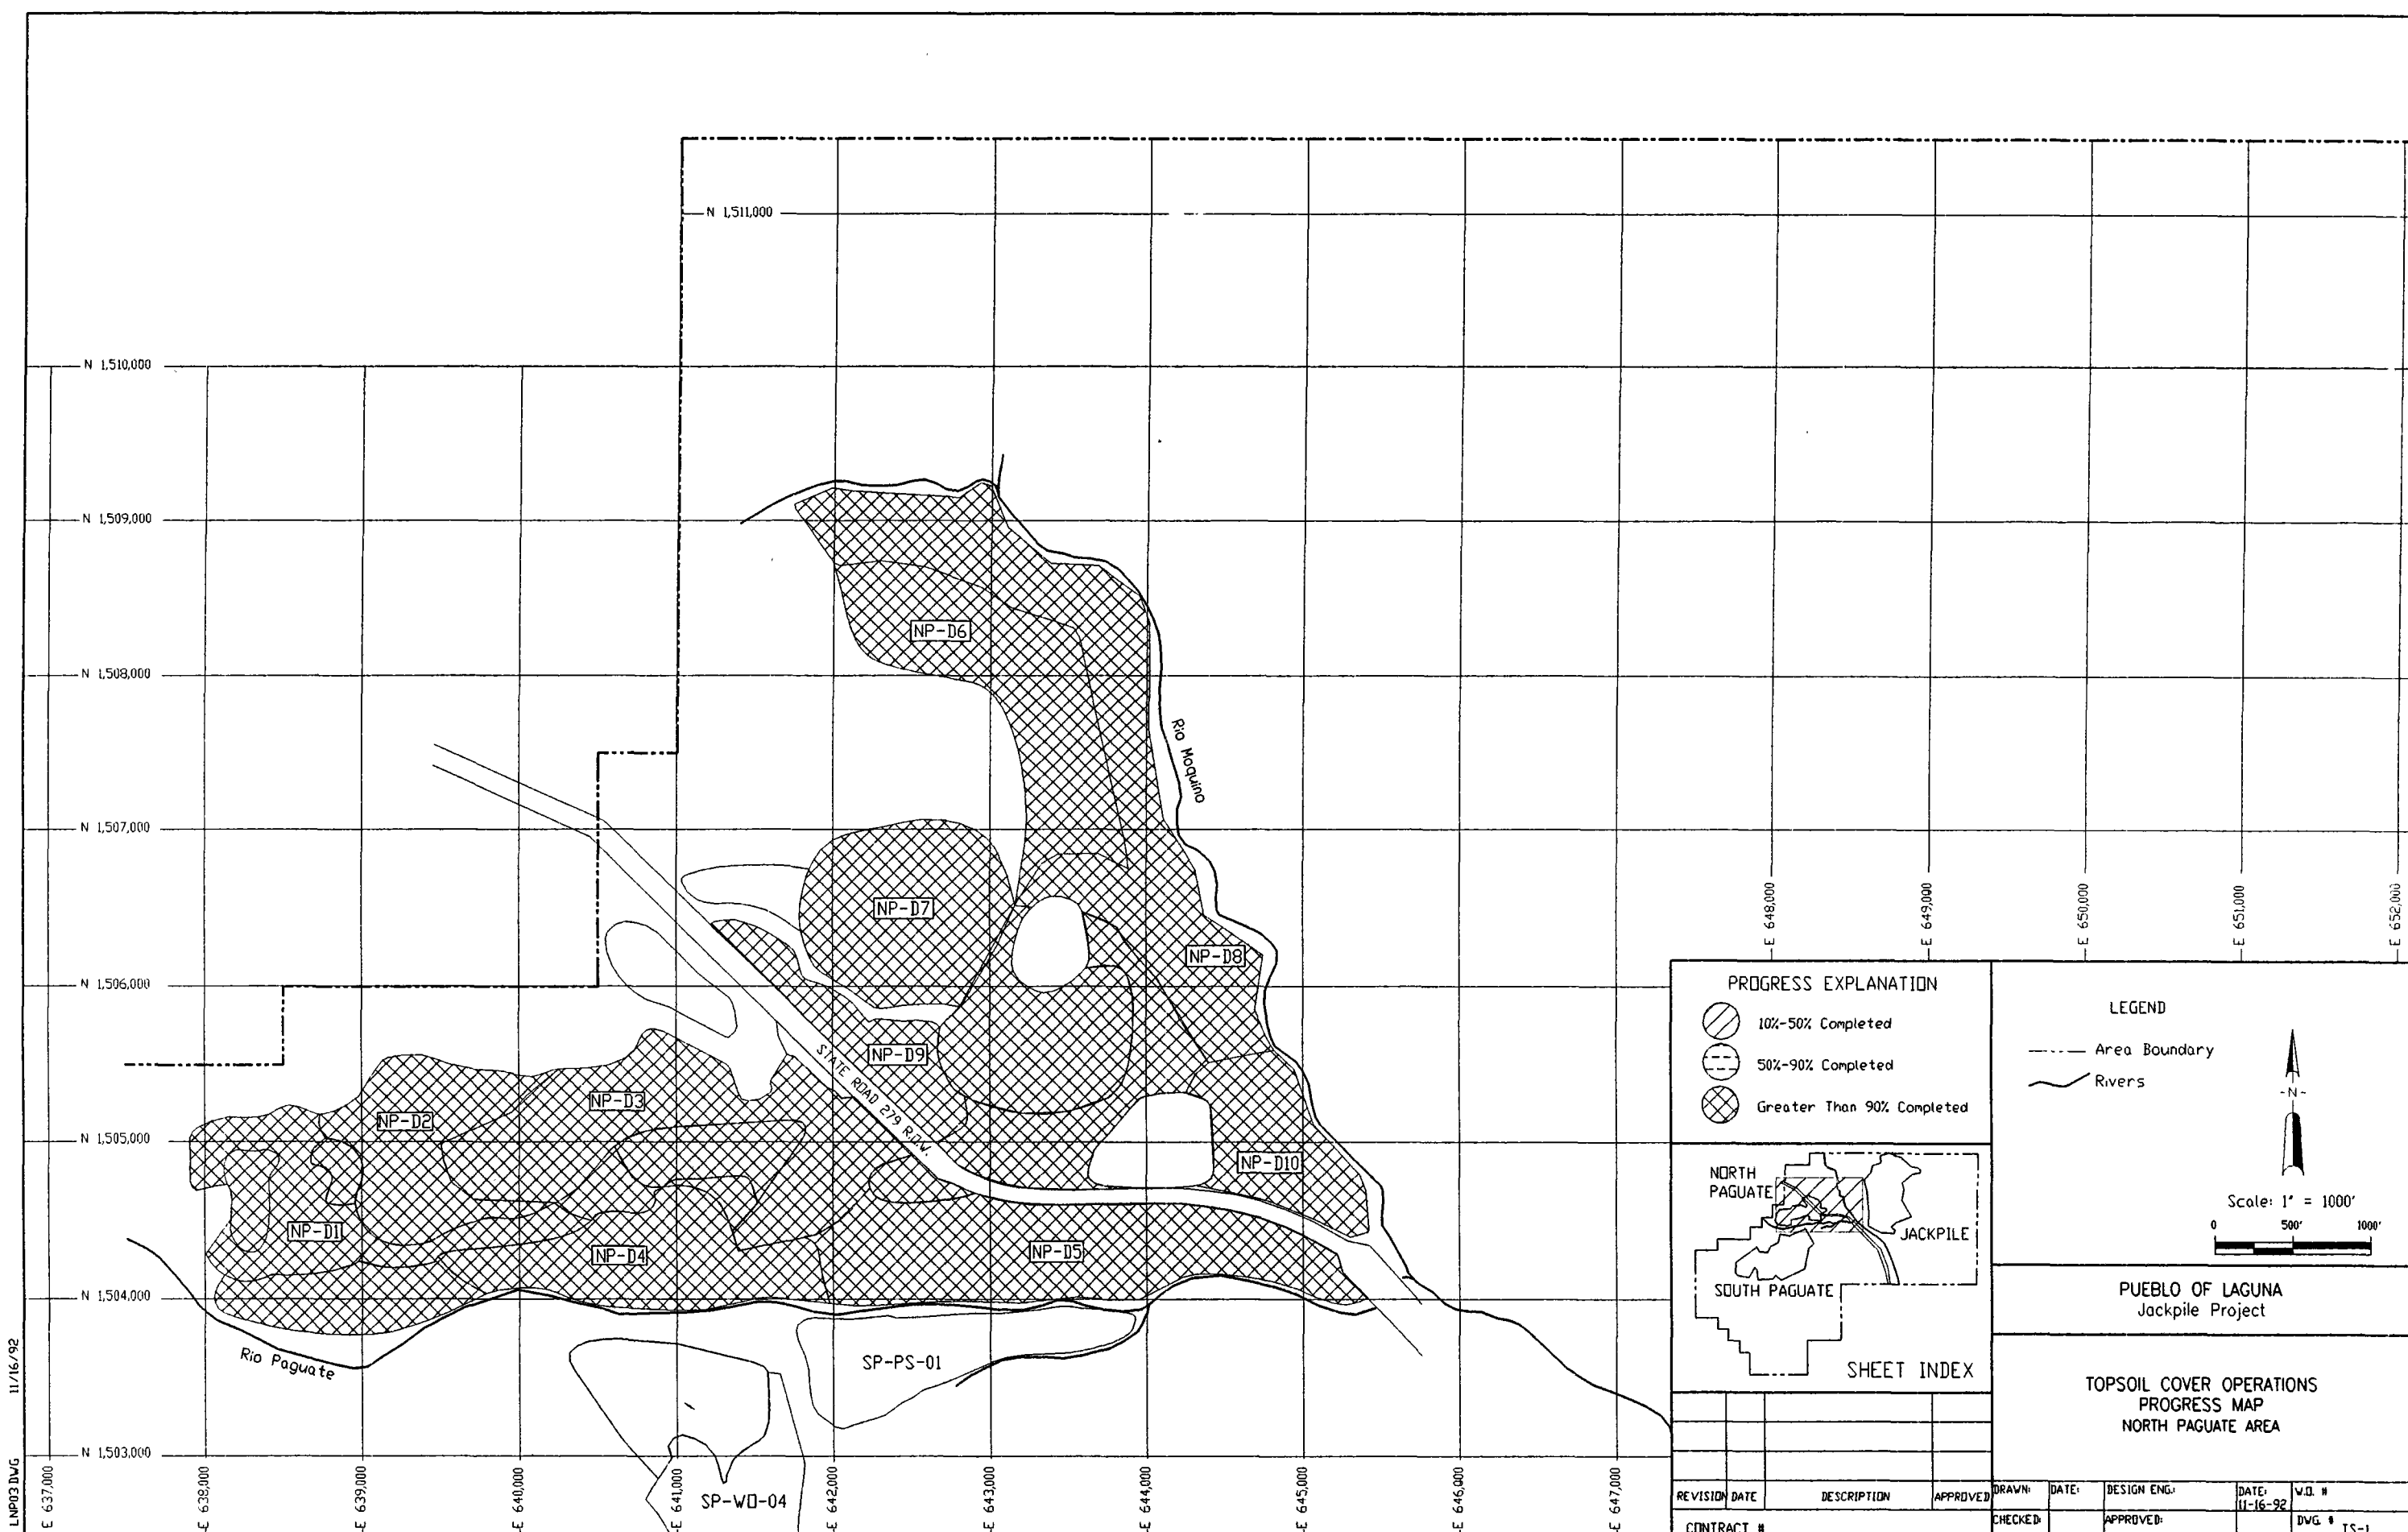 N 1,511,000
N 1,510,000
N 1,509,000
NP-D6
N 1,508,000
Rio Moquino
N 1,507,000
NP-D7
E 648,000
E 649,000
E 650,000
E 651,000
E 652,000
NP-D8
N 1,506,000
STATE ROAD 279 R.O.W.
NP-D9
NP-D3
NP-D2
N 1,505,000
NP-D10
NP-D1
NP-D4
NP-D5
N 1,504,000
Rio Paguate
SP-PS-01
N 1,503,000
SP-WO-04
E 637,000
E 638,000
E 639,000
E 640,000
E 641,000
E 642,000
E 643,000
E 644,000
E 645,000
E 646,000
E 647,000
LNP03.DWG 11/16/92
PROGRESS EXPLANATION
10%-50% Completed
50%-90% Completed
Greater Than 90% Completed
LEGEND
Area Boundary
Rivers
-N-
Scale: 1" = 1000'
0 500' 1000'
NORTH
PAGUATE
JACKPILE
SOUTH PAGUATE
SHEET INDEX
PUEBLO OF LAGUNA
Jackpile Project
TOPSOIL COVER OPERATIONS
PROGRESS MAP
NORTH PAGUATE AREA
REVISION DATE DESCRIPTION APPROVED
DRAWN: DATE: DESIGN ENG.: DATE: W.O. #
11-16-92
CHECKED: APPROVED: DWG. #
TS-1
CONTRACT #